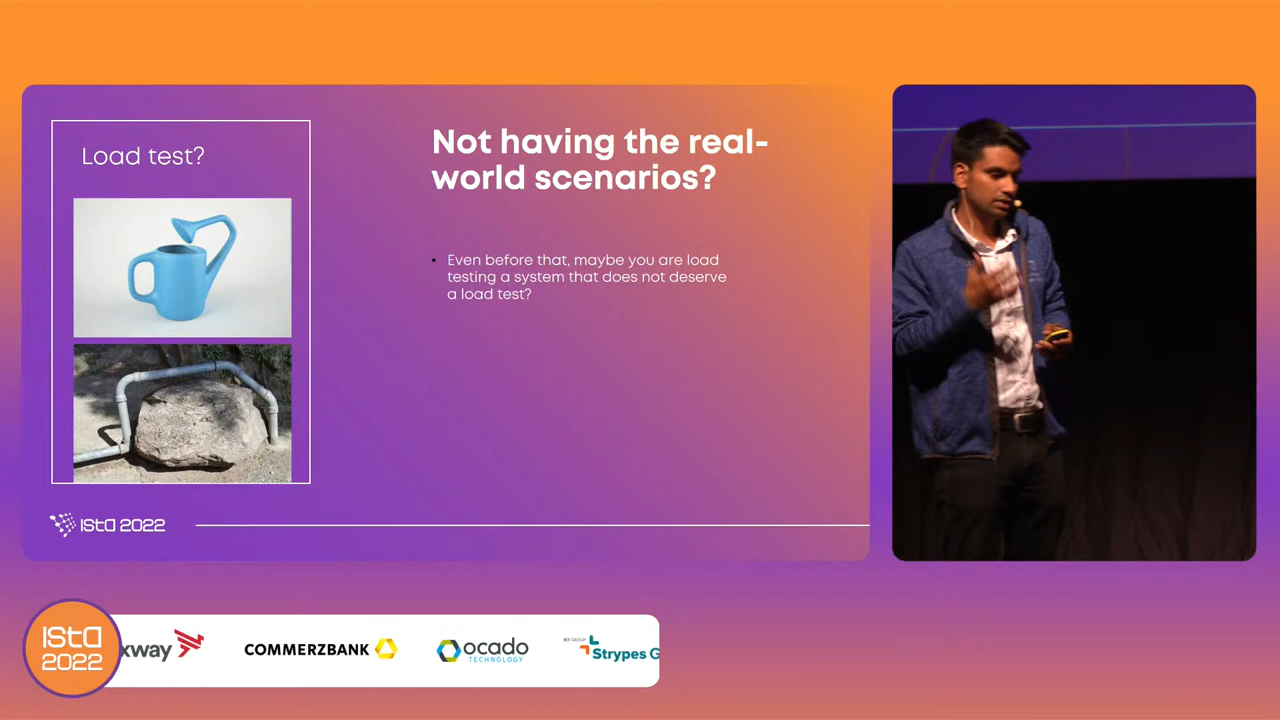 Load test?
Not having the real-
world scenarios?
• Even before that, maybe you are load
testing a system that does not deserve
a load test?
ISTA 2022
ISTA
2022
xway
COMMERZBANK
ocado
TECHNOLOGY
Strypes G